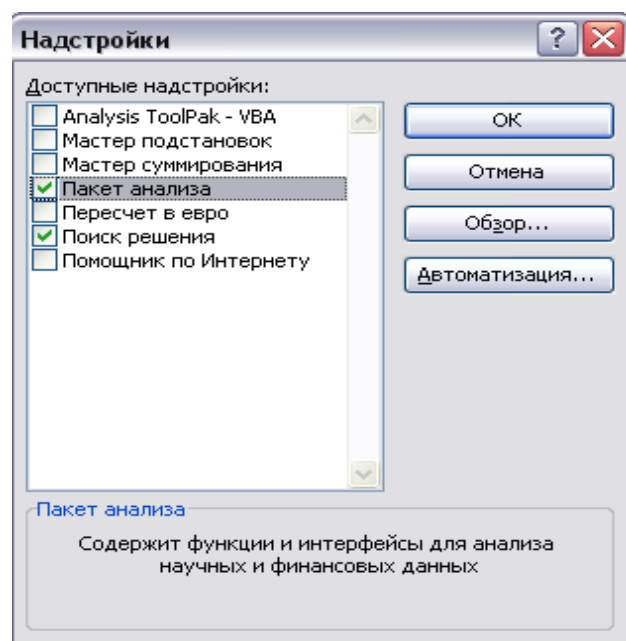 Надстройки
Доступные надстройки:
Analysis ToolPak - VBA
Мастер подстановок
Мастер суммирования
Пакет анализа
Пересчет в евро
Поиск решения
Помощник по Интернету
ОК
Отмена
Обзор...
Автоматизация...
Пакет анализа
Содержит функции и интерфейсы для анализа
научных и финансовых данных